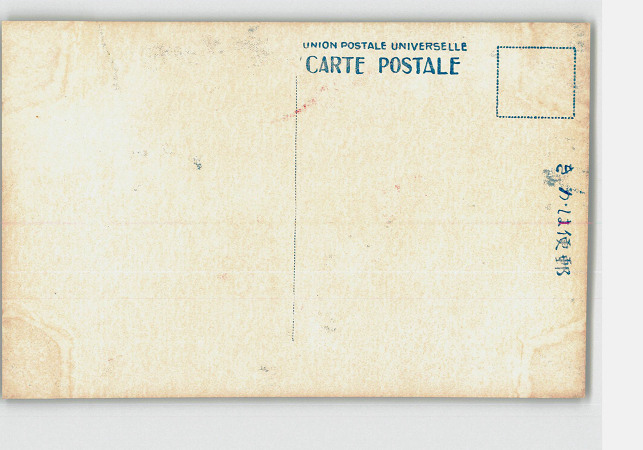 UNION POSTALE UNIVERSELLE
CARTE POSTALE
きかは便郵